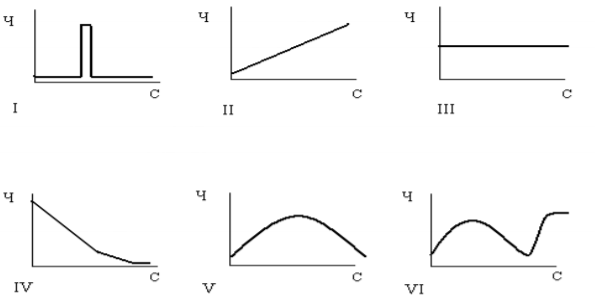 Ч Ч Ч
С С С
I II III
Ч Ч Ч
С С С
IV V VI